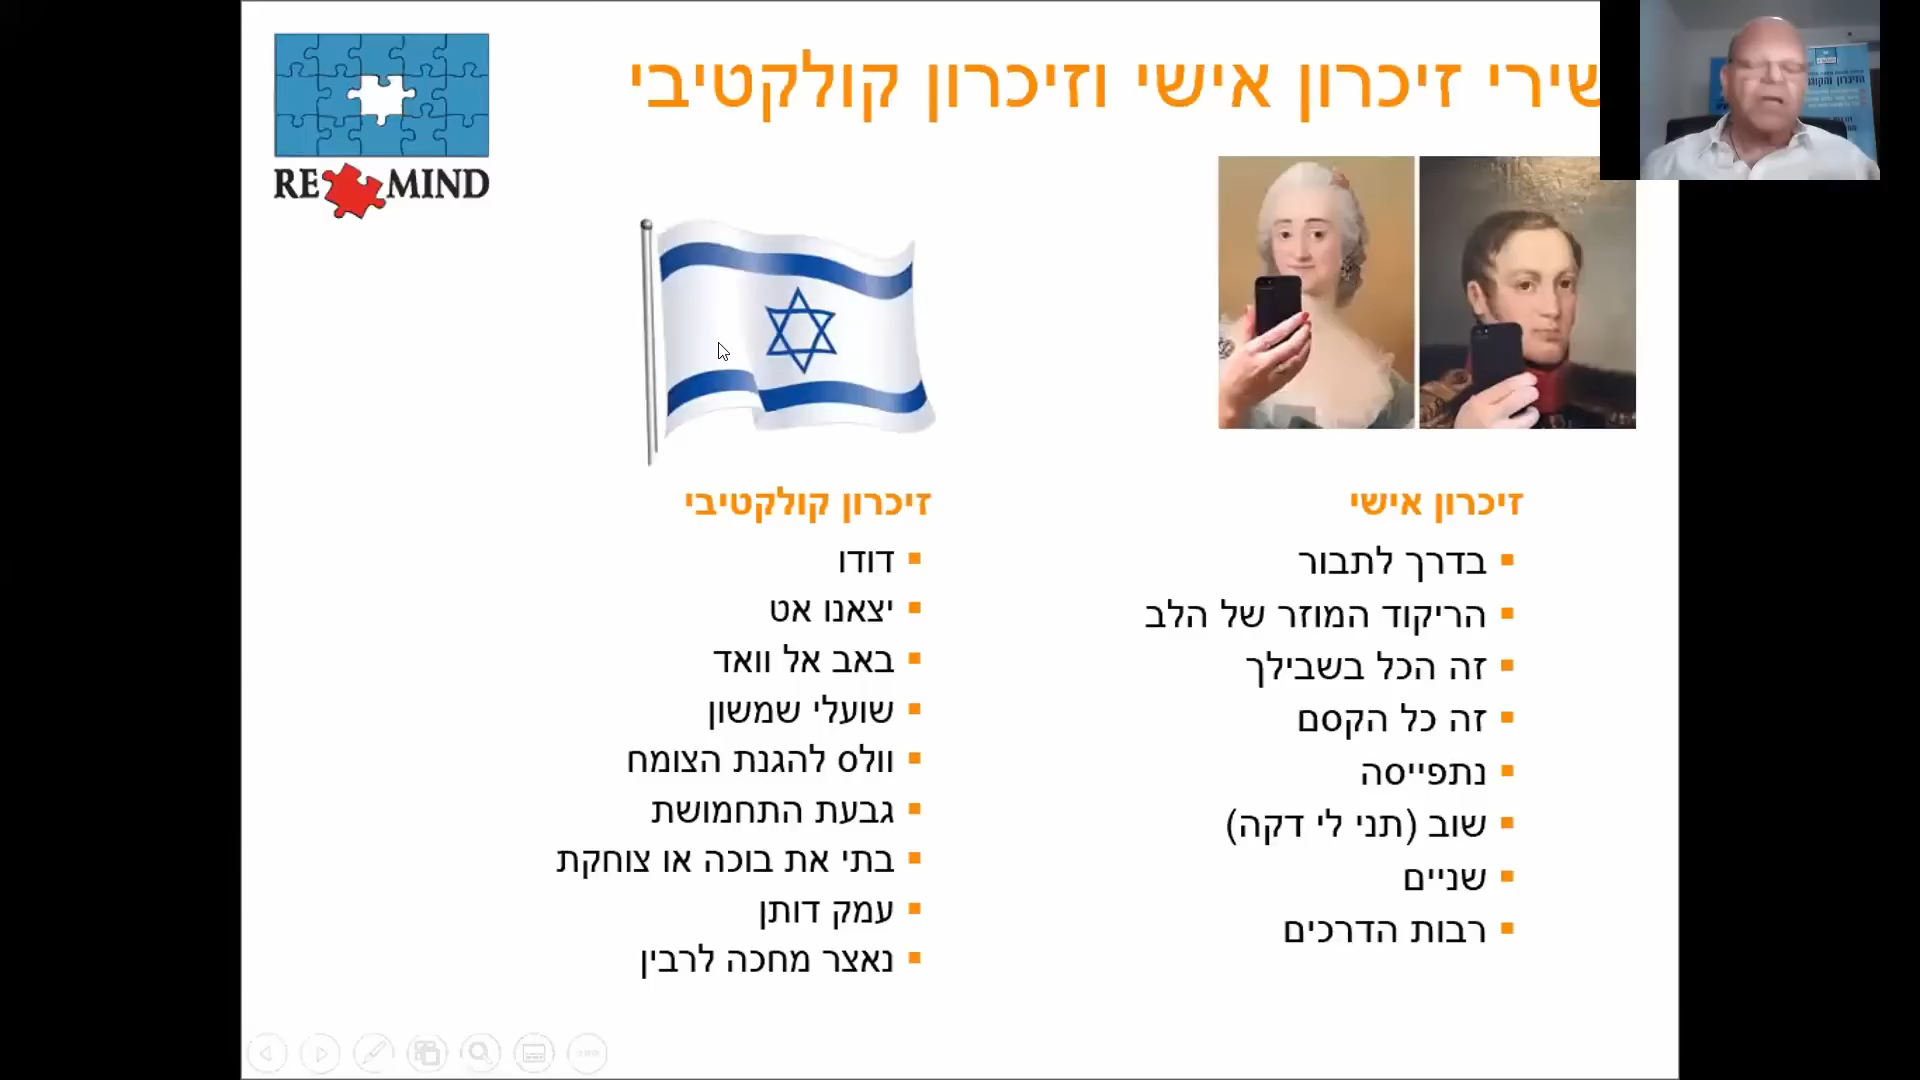 שירי זיכרון אישי וזיכרון קולקטיבי
RE MIND
זיכרון אישי
בדרך לתבור
הריקוד המוזר של הלב
זה הכל בשבילך
זה כל הקסם
נתפייסה
שוב (תני לי דקה)
שניים
רבות הדרכים
זיכרון קולקטיבי
דודו
יצאנו אט
באב אל וואד
שועלי שמשון
וולס להגנת הצומח
גבעת התחמושת
בתי את בוכה או צוחקת
עמק דותן
נאצר מחכה לרבין